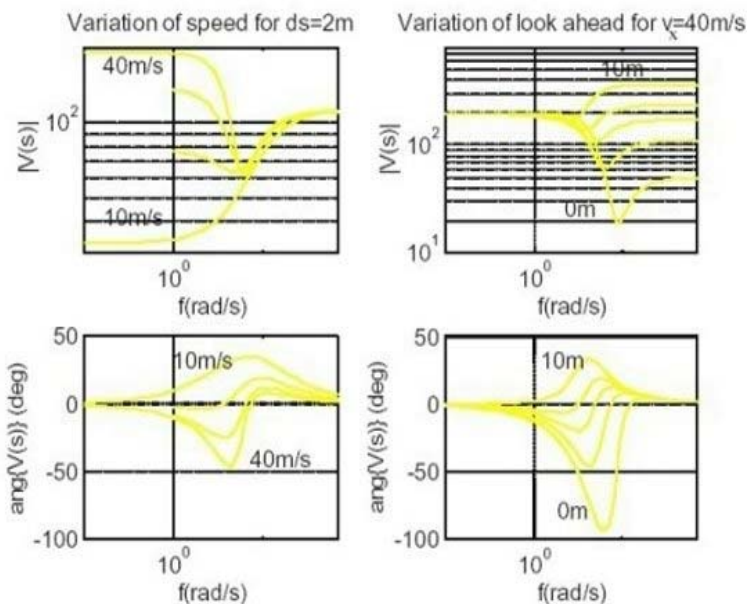 Variation of speed for ds=2m
40m/s
10²
|V(s)|
10m/s
10⁰
f(rad/s)
Variation of look ahead for vₓ=40m/s
10m
10²
|V(s)|
0m
10¹
10⁰
f(rad/s)
50
10m/s
0
ang{V(s)} (deg)
-50
40m/s
-100
10⁰
f(rad/s)
50
10m
0
ang{V(s)} (deg)
-50
0m
-100
10⁰
f(rad/s)